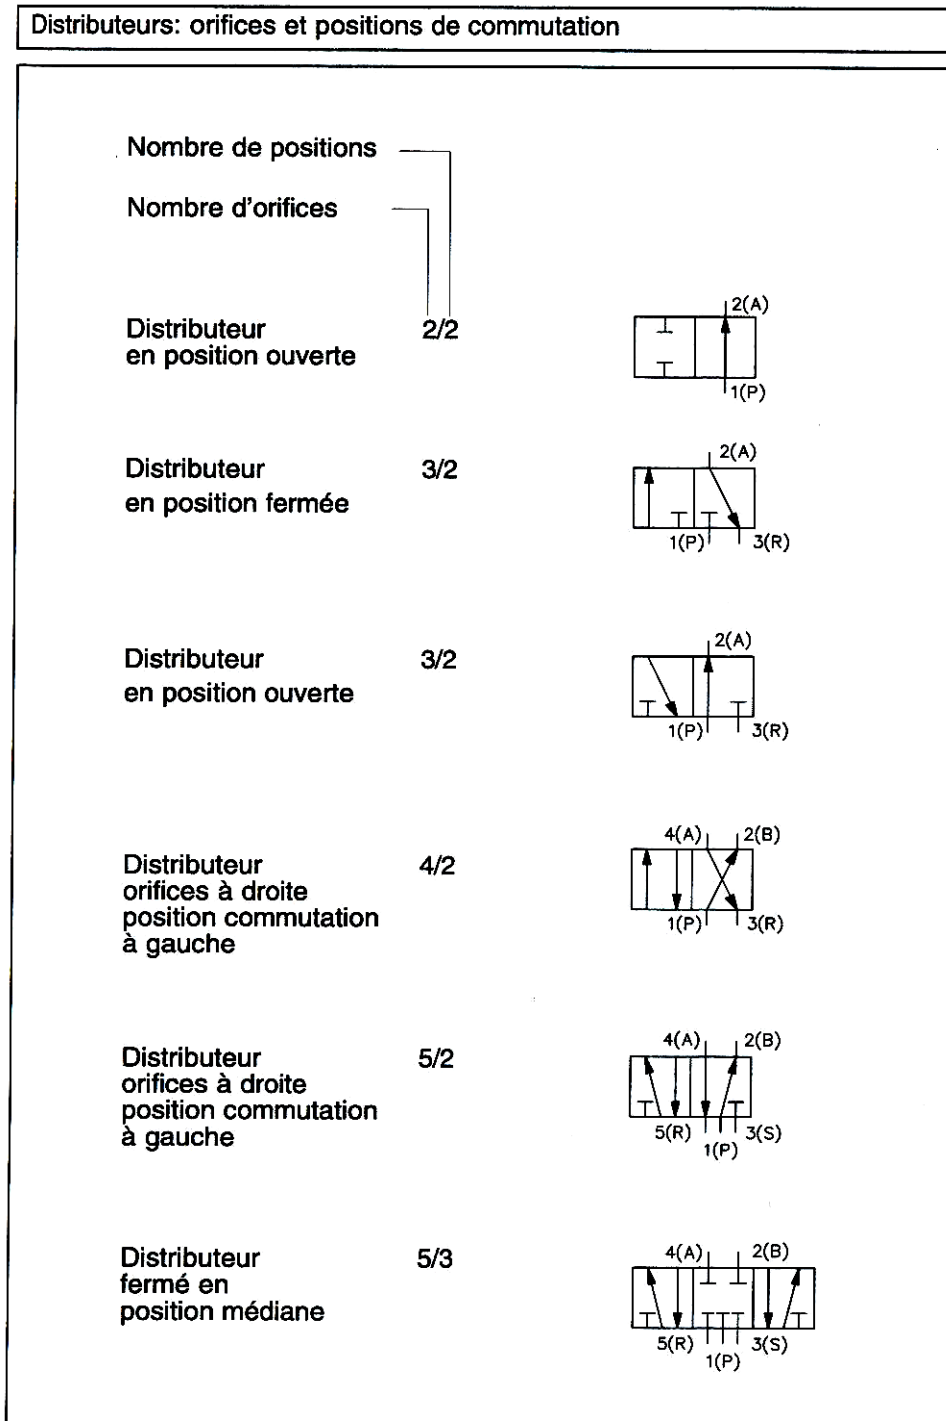 Distributeurs: orifices et positions de commutation
Nombre de positions
Nombre d'orifices
Distributeur 2/2
en position ouverte
2(A)
1(P)
Distributeur 3/2
en position fermée
2(A)
1(P) 3(R)
Distributeur 3/2
en position ouverte
2(A)
1(P) 3(R)
Distributeur 4/2
orifices à droite
position commutation
à gauche
4(A) 2(B)
1(P) 3(R)
Distributeur 5/2
orifices à droite
position commutation
à gauche
4(A) 2(B)
5(R) 3(S)
1(P)
Distributeur 5/3
fermé en
position médiane
4(A) 2(B)
5(R) 3(S)
1(P)